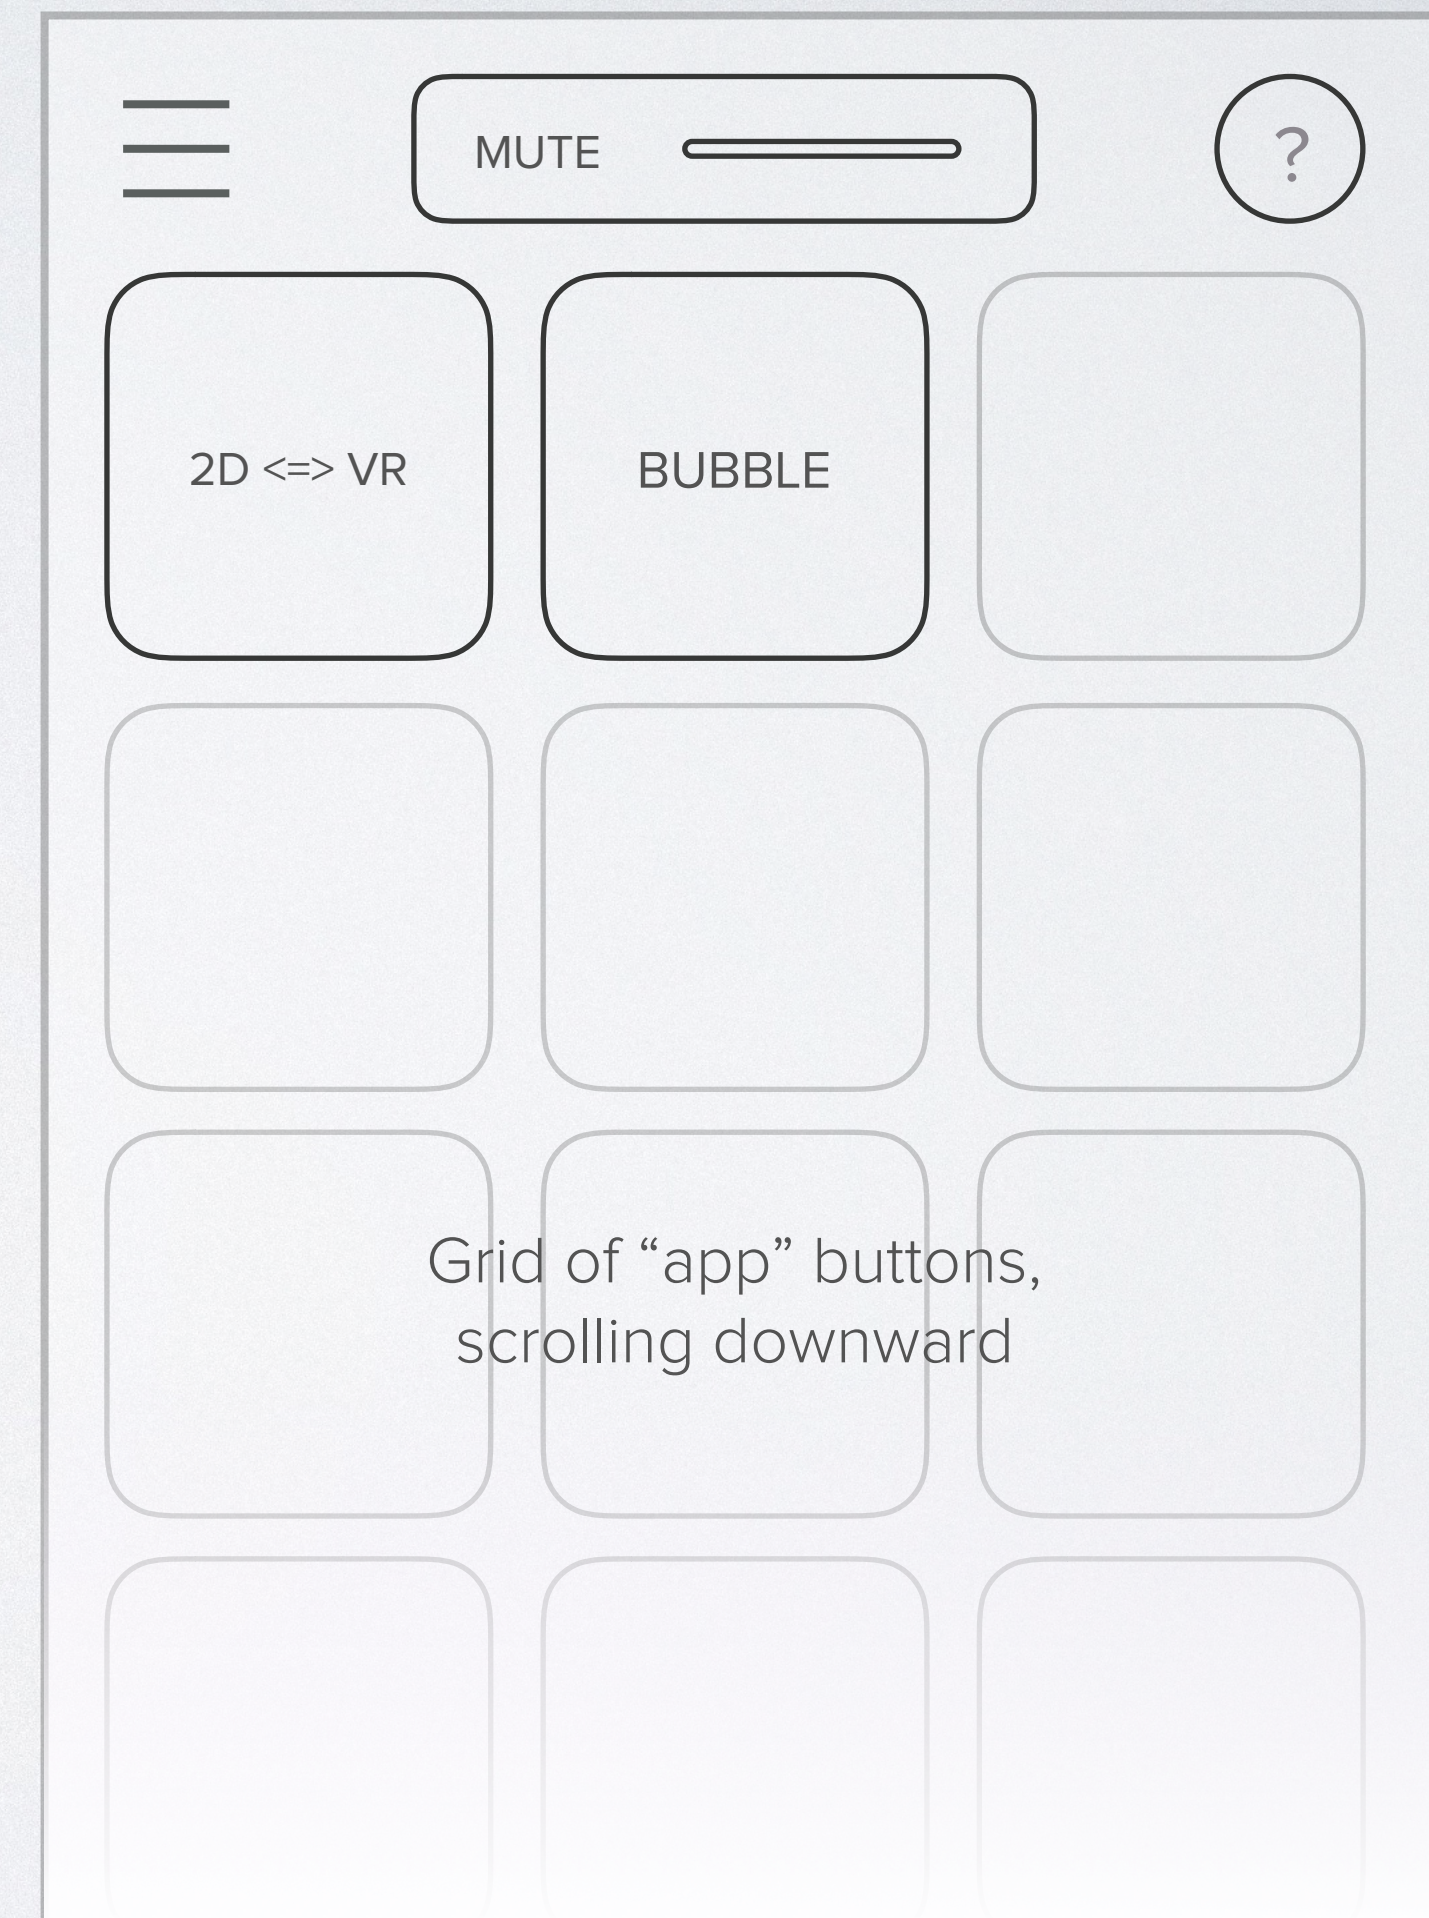 MUTE
?
2D <=> VR
BUBBLE
Grid of “app” buttons,
scrolling downward